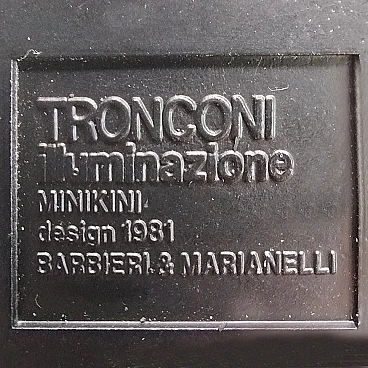 TRONCONI
illuminazione
MINIKINI
design 1981
BARBIERI & MARIANELLI